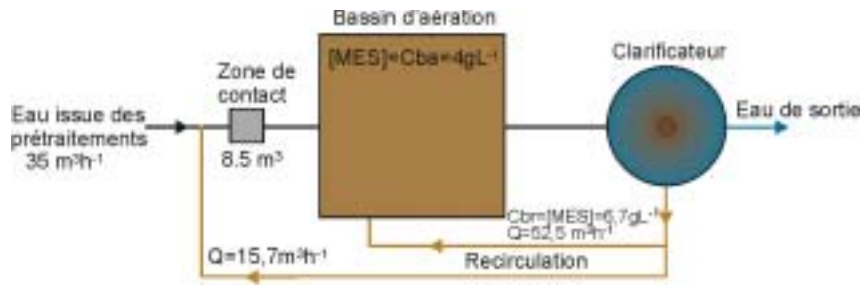 Bassin d'aération
[MES]=Cba=4gL⁻¹
Clarificateur
Zone de
contact
Eau issue des
prétraitements
35 m³h⁻¹
8.5 m³
Eau de sortie
Cbr=[MES]=6,7gL⁻¹
Q=52,5 m³h⁻¹
Q=15,7m³h⁻¹
Recirculation